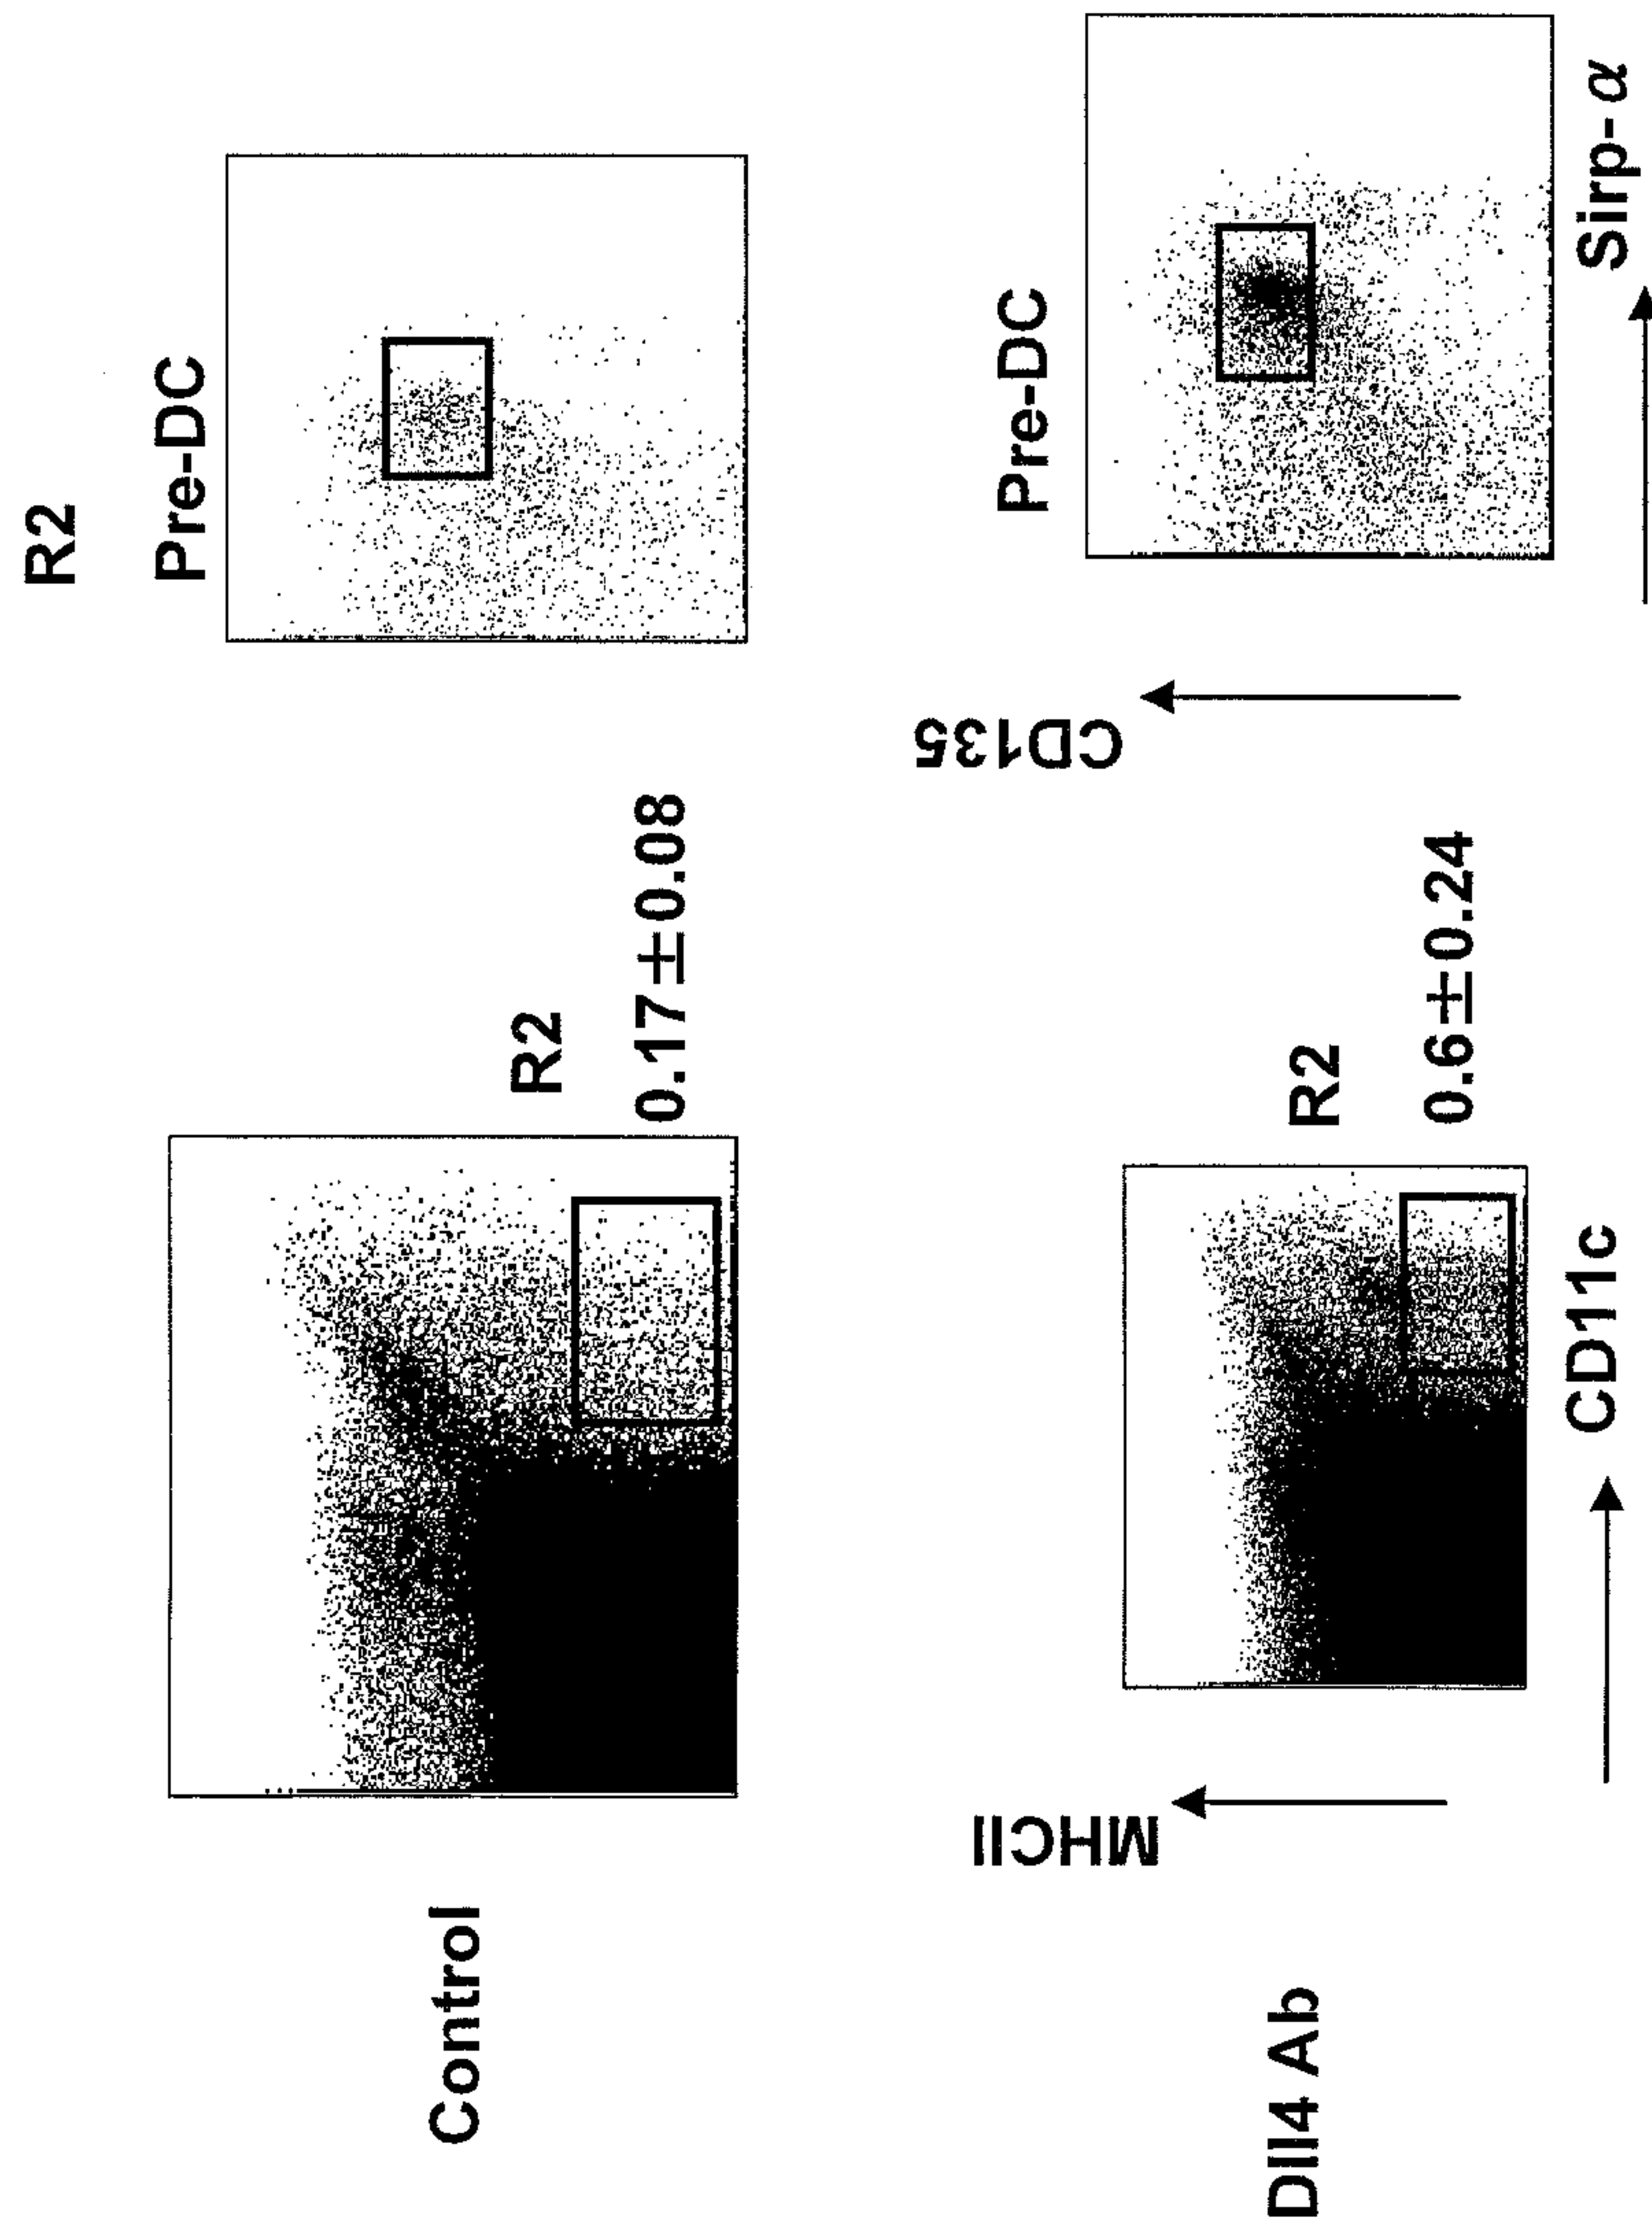 R2
Pre-DC
Control
R2
0.17±0.08
CD135
Pre-DC
Sirp-α
MHCII
Dll4 Ab
R2
0.6±0.24
CD11c